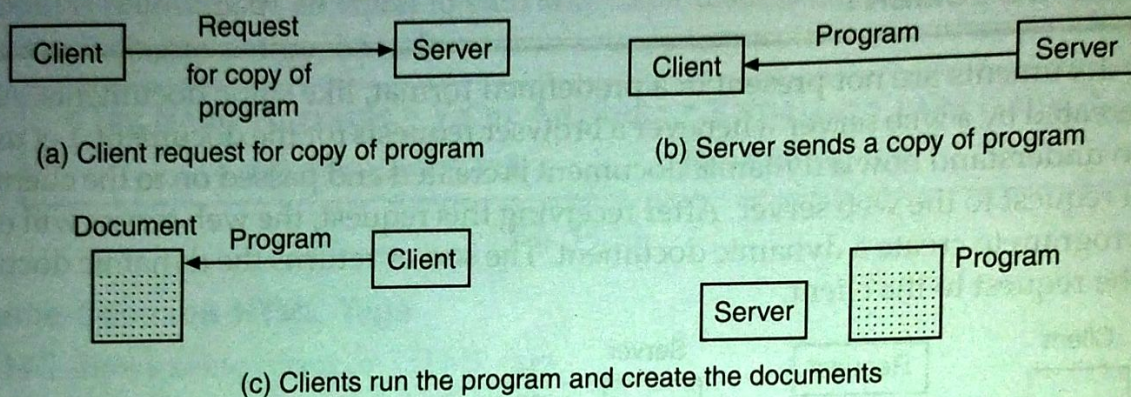 Client
Request
for copy of
program
Server
(a) Client request for copy of program
Client
Program
Server
(b) Server sends a copy of program
Document
Program
Client
Server
Program
(c) Clients run the program and create the documents